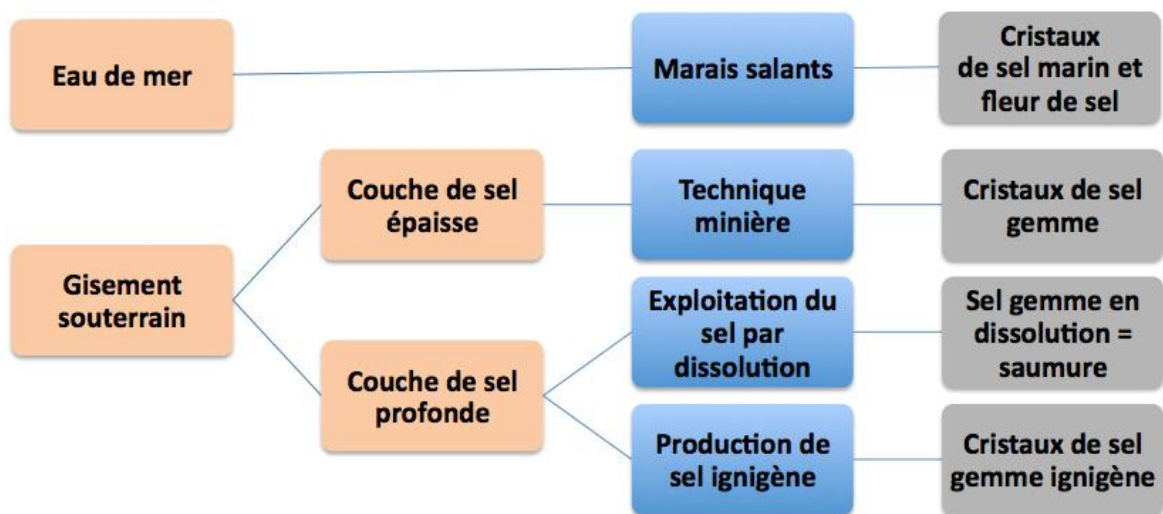 Eau de mer
Marais salants
Cristaux
de sel marin et
fleur de sel
Gisement
souterrain
Couche de sel
épaisse
Technique
minière
Cristaux de sel
gemme
Couche de sel
profonde
Exploitation du
sel par
dissolution
Sel gemme en
dissolution =
saumure
Production de
sel ignigène
Cristaux de sel
gemme ignigène